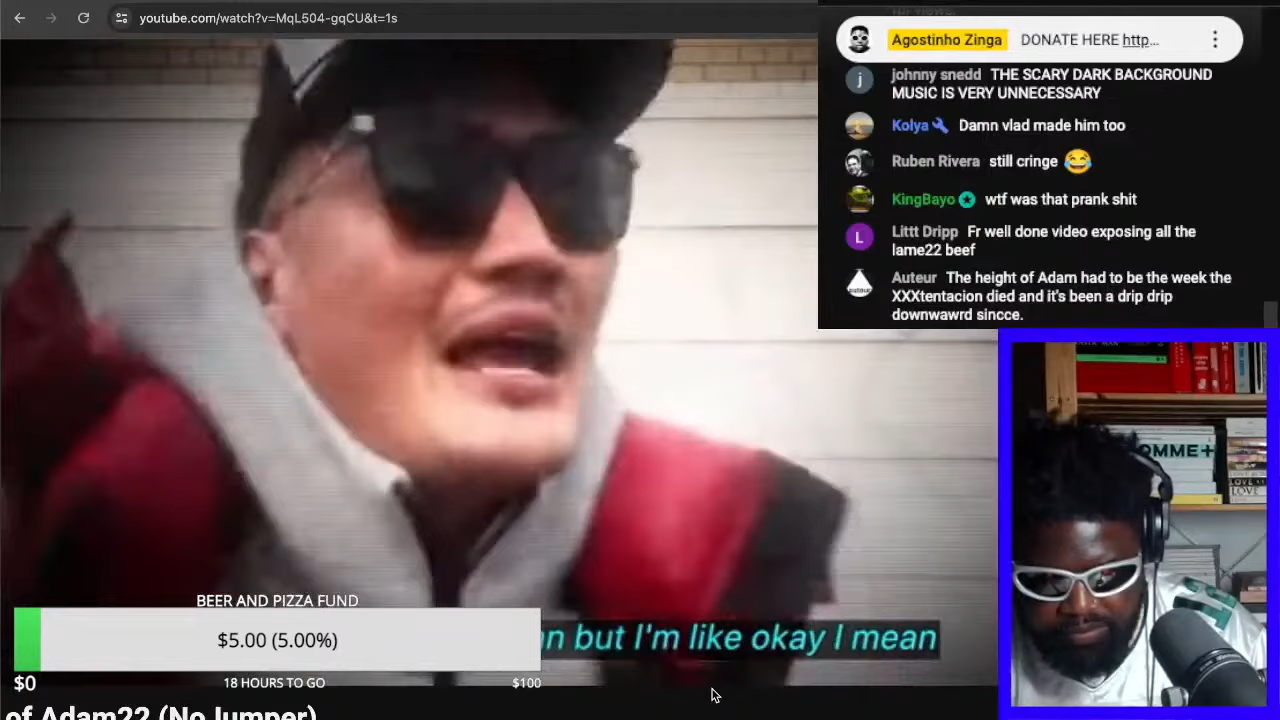 youtube.com/watch?v=MqL504-gqCU&t=1s
Agostinho Zinga DONATE HERE http...
johnny snedd THE SCARY DARK BACKGROUND
MUSIC IS VERY UNNECESSARY
Kolya Damn vlad made him too
Ruben Rivera still cringe
KingBayo wtf was that prank shit
Littt Dripp Fr well done video exposing all the
lame22 beef
Auteur The height of Adam had to be the week the
XXXtentacion died and it's been a drip drip
downwawrd sincce.
j
L
OMME+
LOVE
BEER AND PIZZA FUND
$5.00 (5.00%)
but I'm like okay I mean
$0 18 HOURS TO GO $100
of Adam22 (No Jumper)